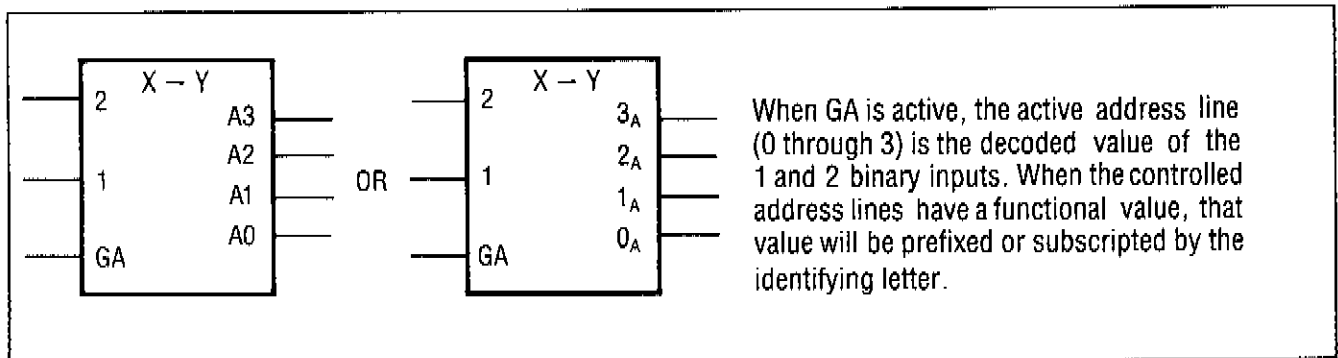 X – Y
2
1
GA
A3
A2
A1
A0
OR
X – Y
2
1
GA
3A
2A
1A
0A
When GA is active, the active address line
(0 through 3) is the decoded value of the
1 and 2 binary inputs. When the controlled
address lines have a functional value, that
value will be prefixed or subscripted by the
identifying letter.